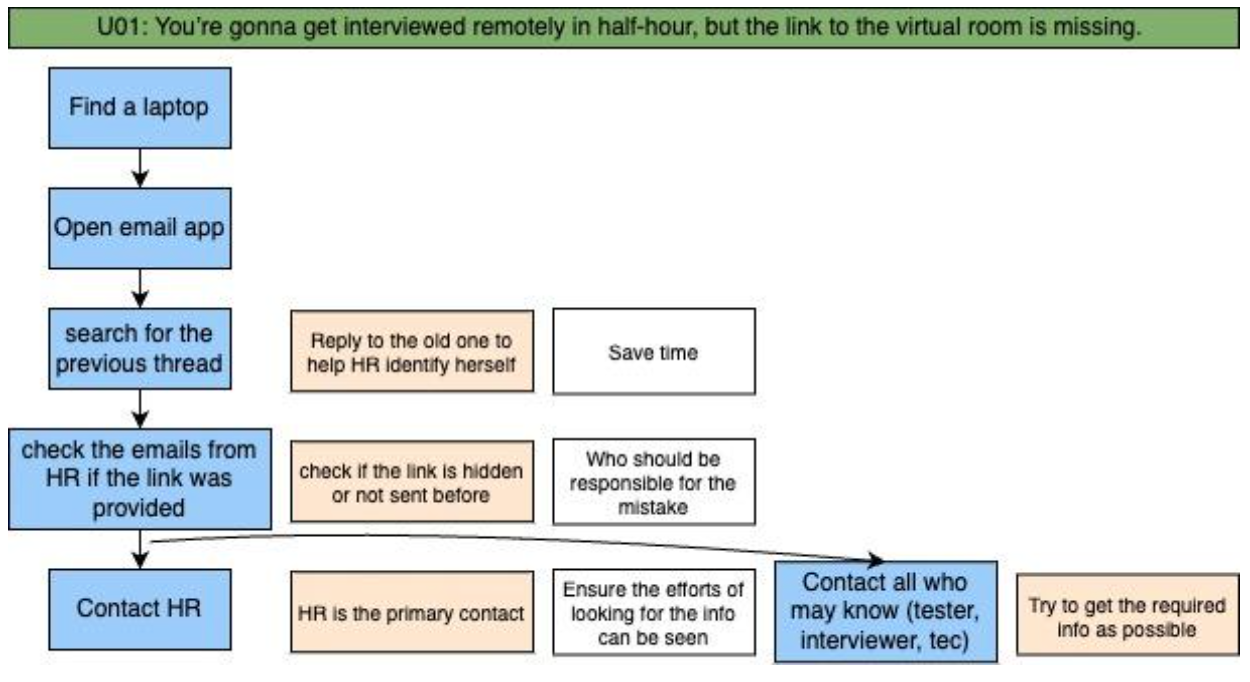 U01: You're gonna get interviewed remotely in half-hour, but the link to the virtual room is missing.
Find a laptop
Open email app
search for the
previous thread
Reply to the old one to
help HR identify herself
Save time
check the emails from
HR if the link was
provided
check if the link is hidden
or not sent before
Who should be
responsible for the
mistake
Contact HR
HR is the primary contact
Ensure the efforts of
looking for the info
can be seen
Contact all who
may know (tester,
interviewer, tec)
Try to get the required
info as possible